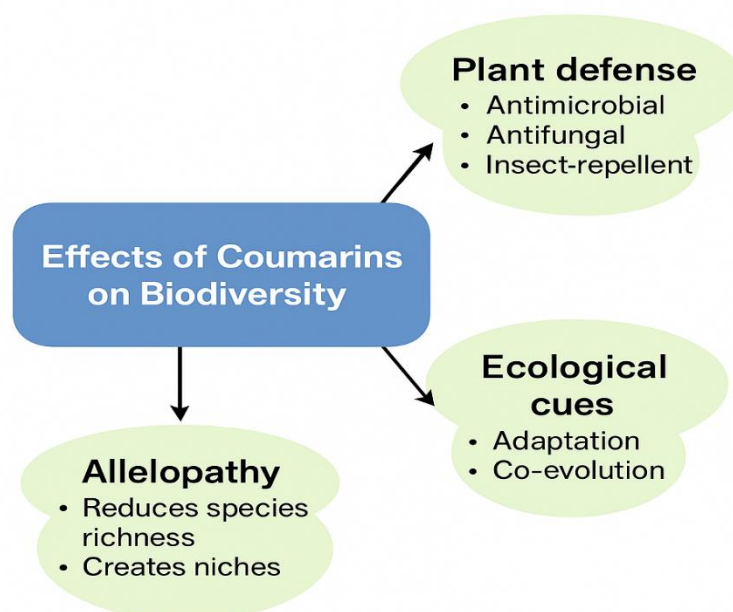 Effects of Coumarins
on Biodiversity
Plant defense
• Antimicrobial
• Antifungal
• Insect-repellent
Ecological
cues
• Adaptation
• Co-evolution
Allelopathy
• Reduces species
richness
• Creates niches